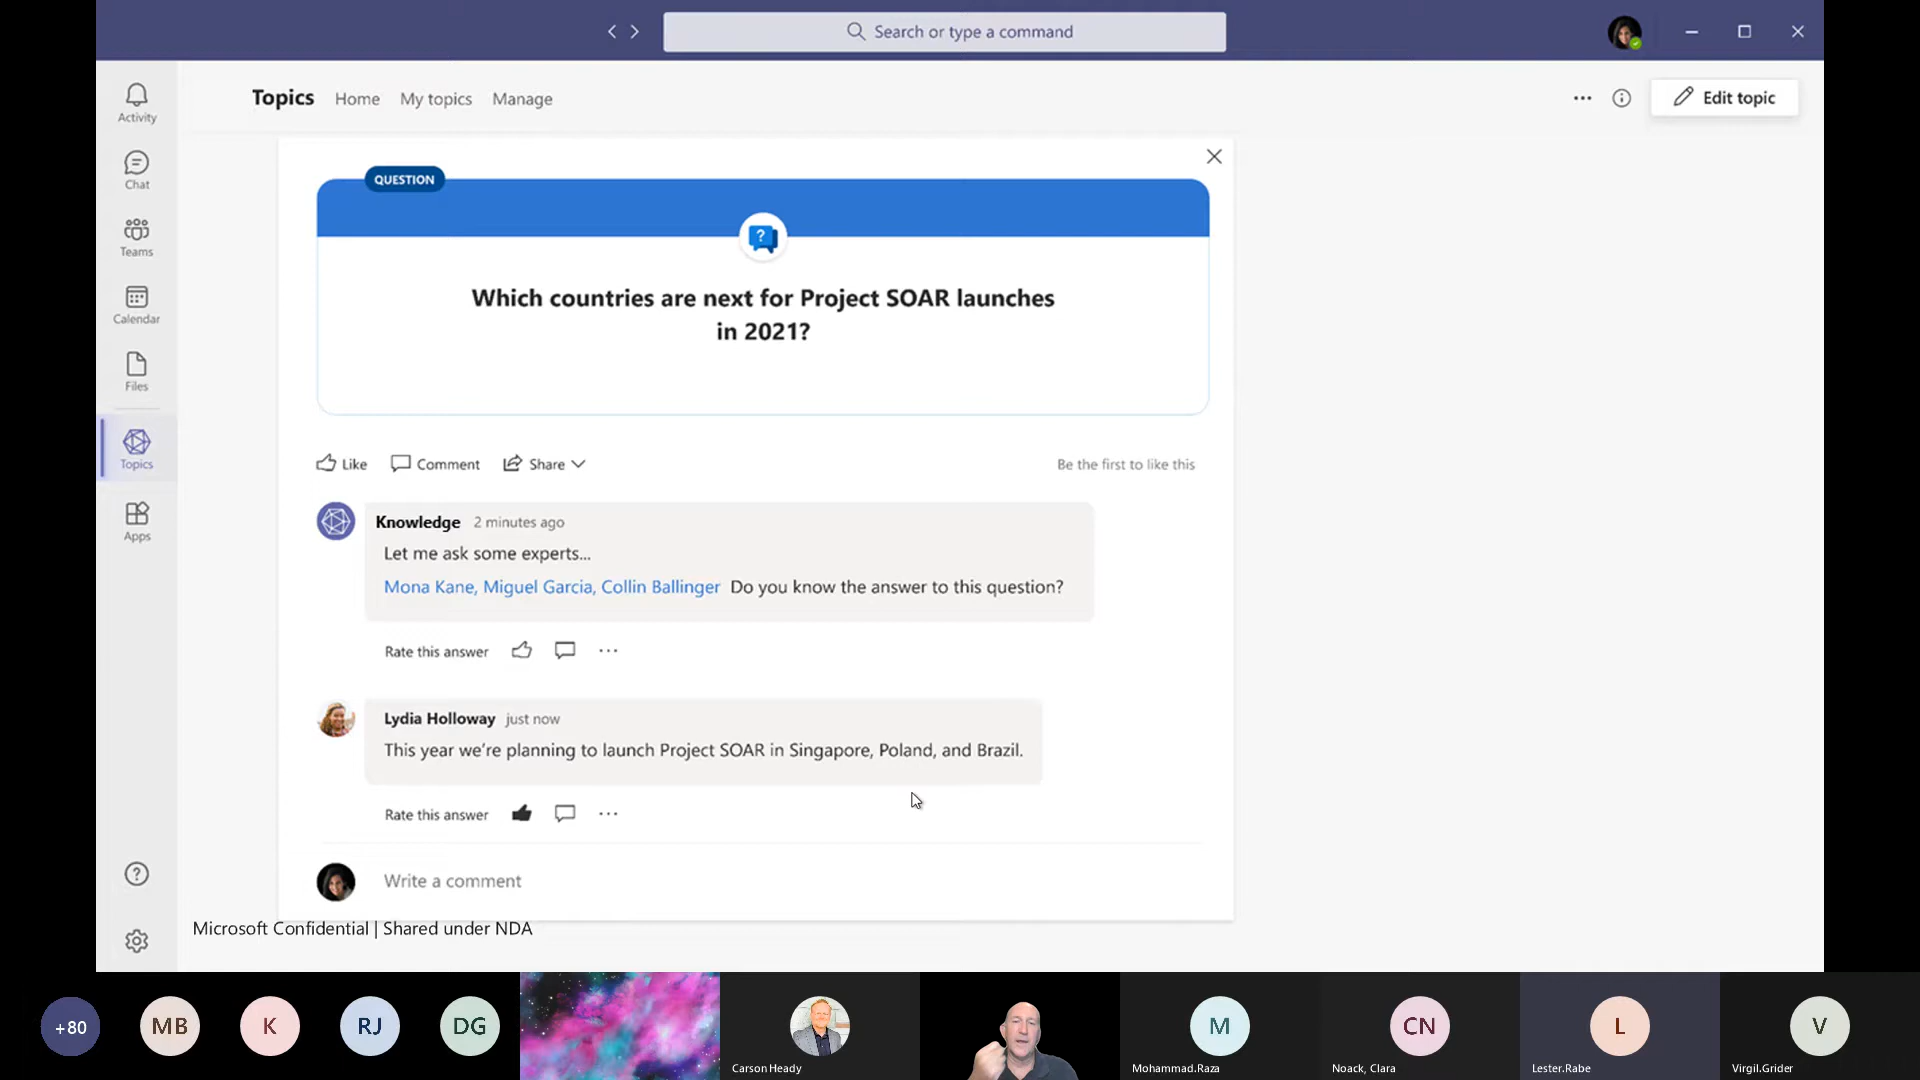 Search or type a command
Activity
Chat
Teams
Calendar
Files
Topics
Apps
Topics Home My topics Manage
Edit topic
QUESTION
?
Which countries are next for Project SOAR launches
in 2021?
Like Comment Share
Be the first to like this
Knowledge 2 minutes ago
Let me ask some experts...
Mona Kane, Miguel Garcia, Collin Ballinger Do you know the answer to this question?
Rate this answer
Lydia Holloway just now
This year we're planning to launch Project SOAR in Singapore, Poland, and Brazil.
Rate this answer
Write a comment
Microsoft Confidential | Shared under NDA
+80
MB
K
RJ
DG
Carson Heady
M
Mohammad.Raza
CN
Noack, Clara
L
Lester.Rabe
V
Virgil.Grider